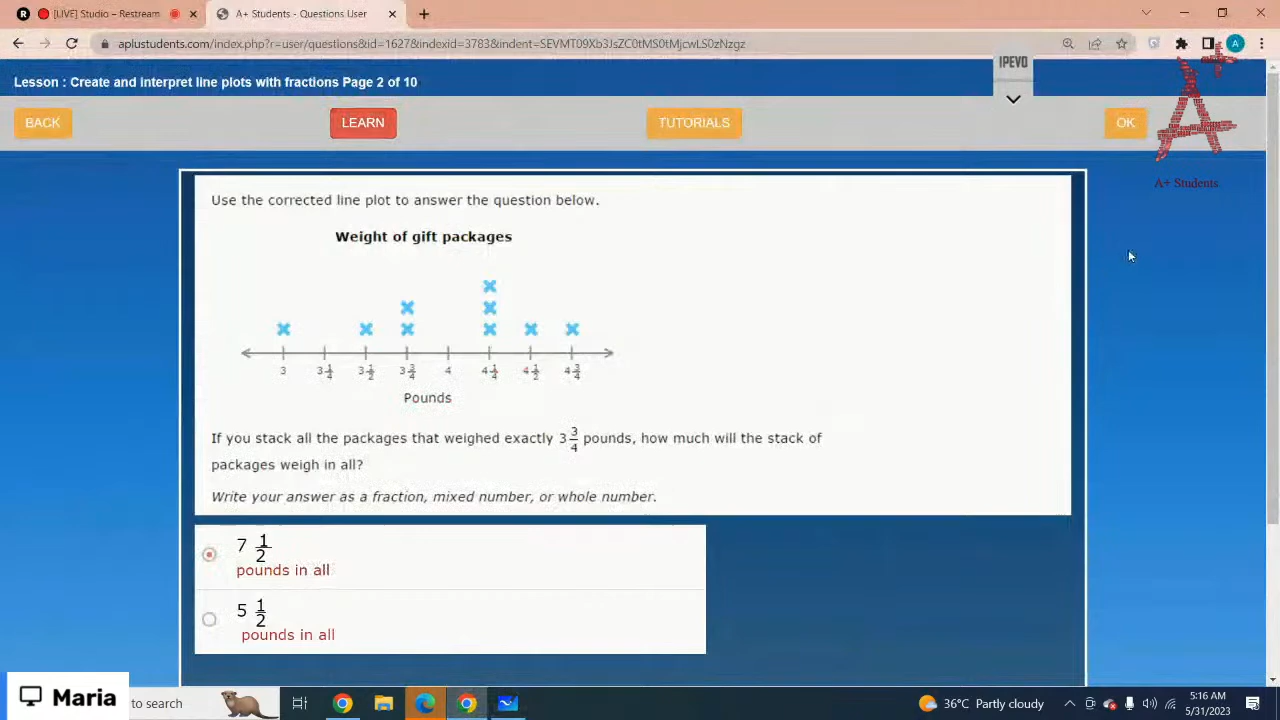 [LIVE] Studio – Restream
A+ Students - Questions User
aplustudents.com/index.php?r=user/questions&id=1627&indexid=3783&indent=SEVMT09Xb3JsZC0tMS0tMjcwLS0zNzgz
A
Lesson : Create and interpret line plots with fractions Page 2 of 10
IPEVO
BACK
LEARN
TUTORIALS
OK
A+ Students
Use the corrected line plot to answer the question below.
Weight of gift packages
3 3 1/4 3 1/2 3 3/4 4 4 1/4 4 1/2 4 3/4
Pounds
If you stack all the packages that weighed exactly 3 3/4 pounds, how much will the stack of
packages weigh in all?
Write your answer as a fraction, mixed number, or whole number.
7 1/2
pounds in all
5 1/2
pounds in all
Maria
to search
36°C Partly cloudy
5:16 AM
5/31/2023